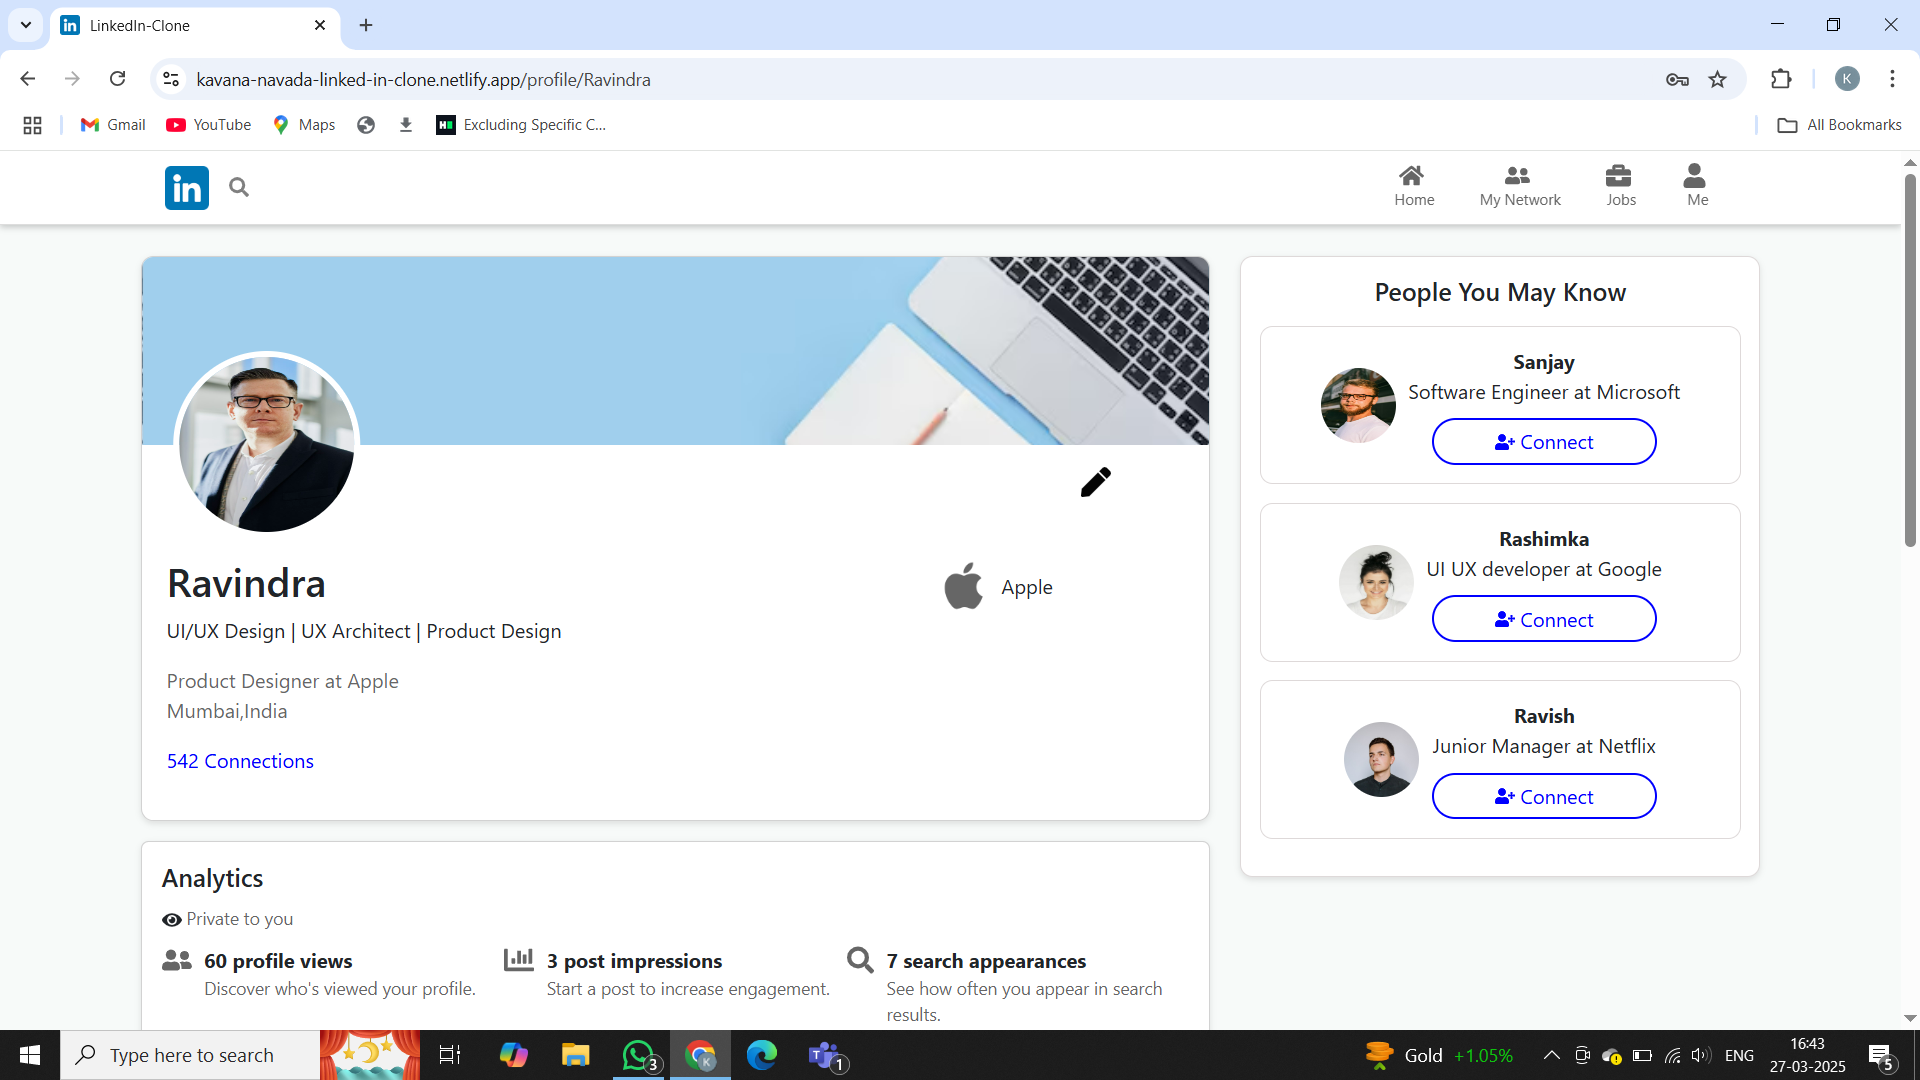 LinkedIn-Clone
kavana-navada-linked-in-clone.netlify.app/profile/Ravindra
K
Gmail
YouTube
Maps
Excluding Specific C...
All Bookmarks
in
Home
My Network
Jobs
Me
Ravindra
UI/UX Design | UX Architect | Product Design
Product Designer at Apple
Mumbai,India
542 Connections
Apple
People You May Know
Sanjay
Software Engineer at Microsoft
Connect
Rashimka
UI UX developer at Google
Connect
Ravish
Junior Manager at Netflix
Connect
Analytics
Private to you
60 profile views
Discover who's viewed your profile.
3 post impressions
Start a post to increase engagement.
7 search appearances
See how often you appear in search
results.
Type here to search
3
K
1
Gold +1.05%
ENG
16:43
27-03-2025
5